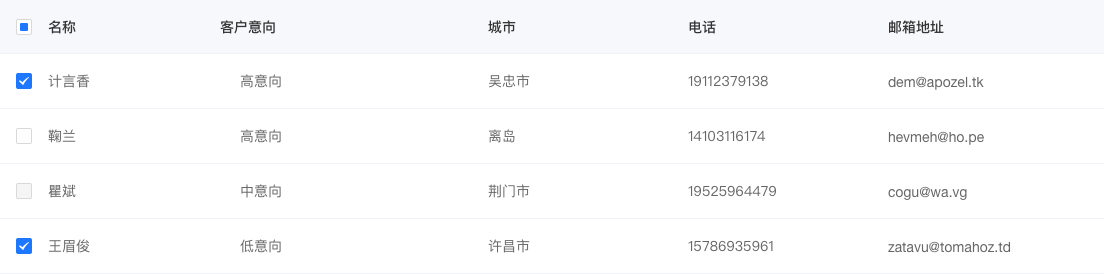 名称 客户意向 城市 电话 邮箱地址
计言香 高意向 吴忠市 19112379138 dem@apozel.tk
鞠兰 高意向 离岛 14103116174 hevmeh@ho.pe
瞿斌 中意向 荆门市 19525964479 cogu@wa.vg
王眉俊 低意向 许昌市 15786935961 zatavu@tomahoz.td